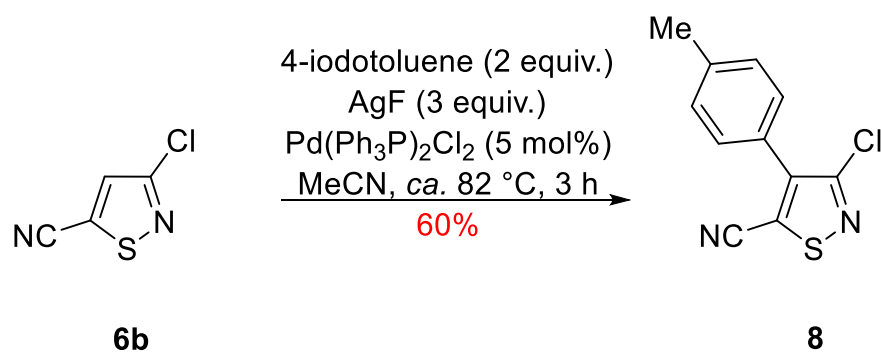 4-iodotoluene (2 equiv.)
AgF (3 equiv.)
Pd(Ph₃P)₂Cl₂ (5 mol%)
MeCN, ca. 82 °C, 3 h
60%
Cl
N
S
NC
6b
Me
Cl
N
S
NC
8